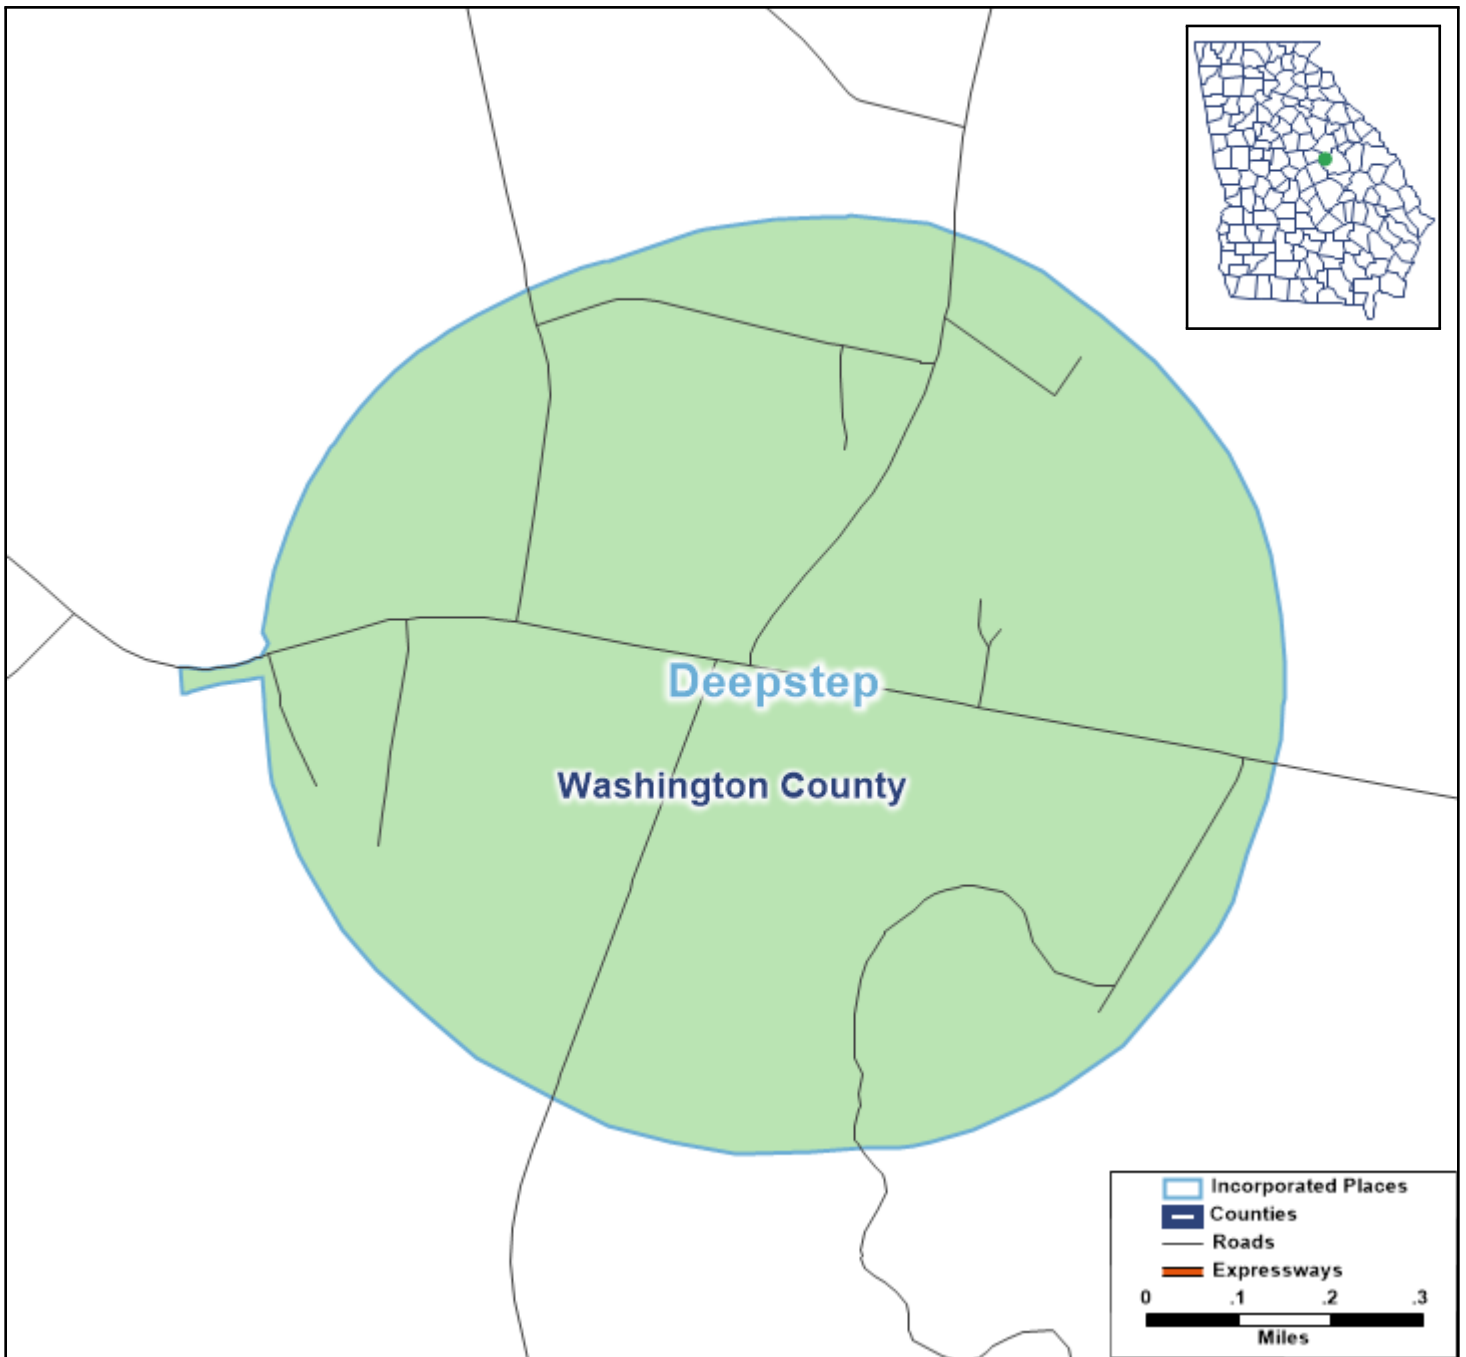 Deepstep
Washington County
Incorporated Places
Counties
Roads
Expressways
0 .1 .2 .3
Miles